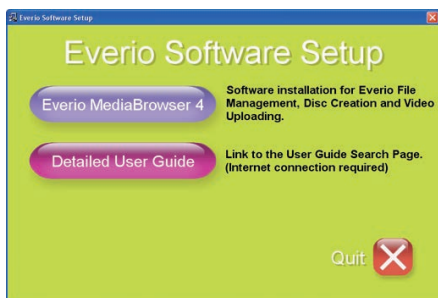 Everio Software Setup
Everio Software Setup
Everio MediaBrowser 4
Software installation for Everio File
Management, Disc Creation and Video
Uploading.
Detailed User Guide
Link to the User Guide Search Page.
(Internet connection required)
Quit